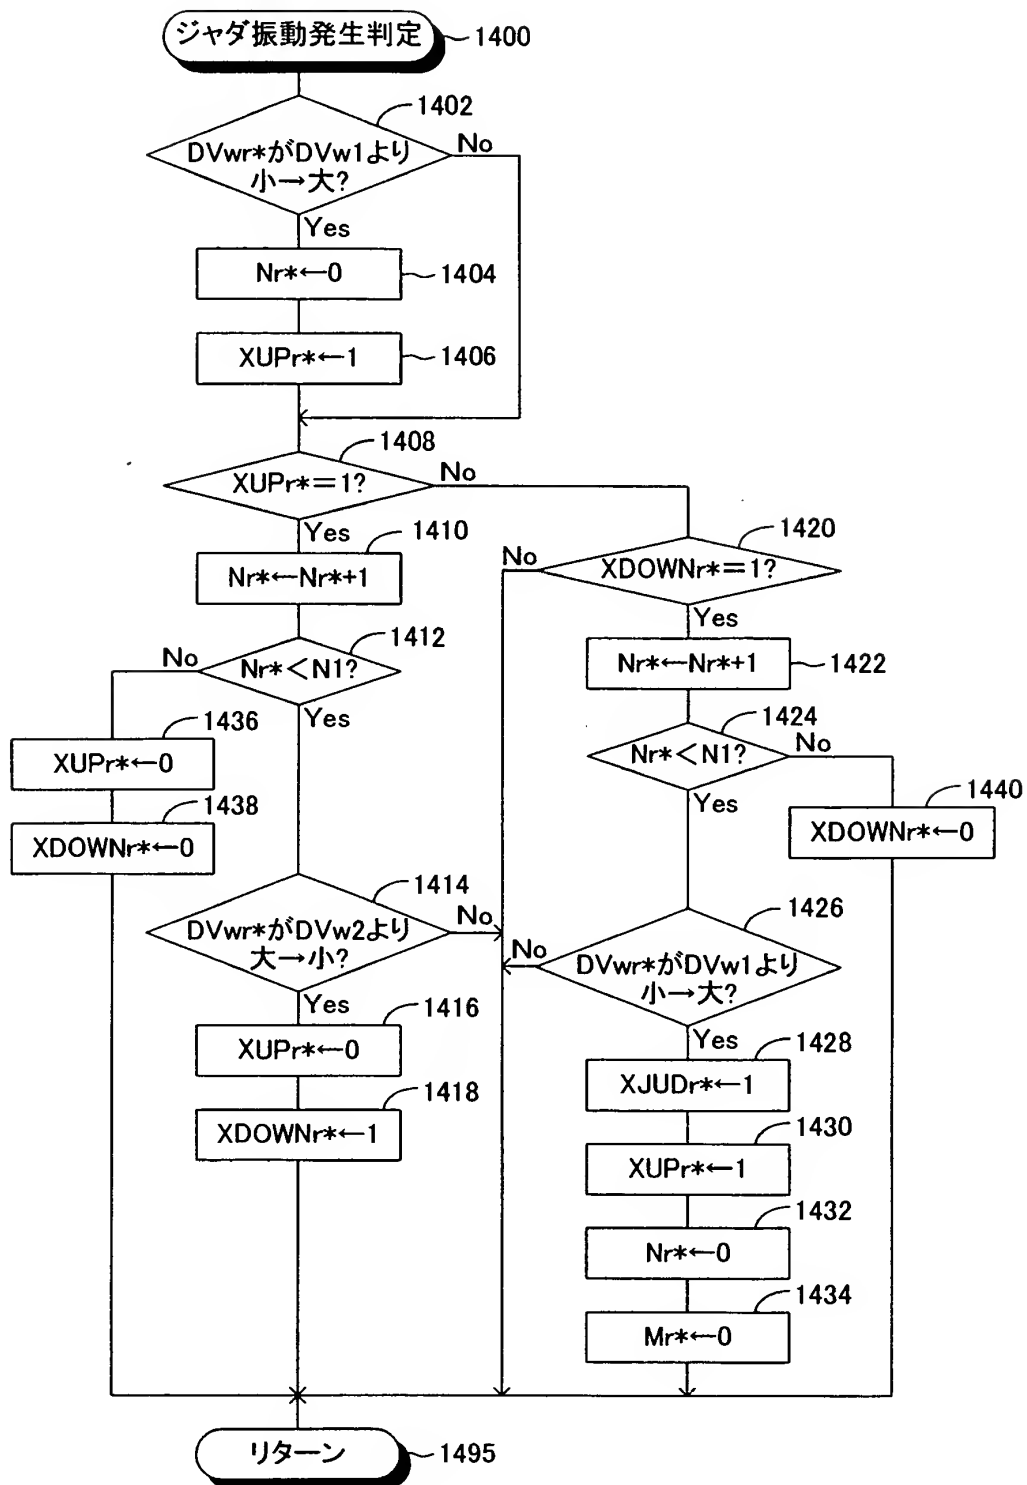 ジャダ振動発生判定
1400
1402
DVwr*がDVw1より
小→大?
No
Yes
Nr*←0
1404
XUPr*←1
1406
1408
XUPr*=1?
No
Yes
1410
Nr*←Nr*+1
1412
Nr*<N1?
No
Yes
1436
XUPr*←0
1438
XDOWNr*←0
1414
DVwr*がDVw2より
大→小?
No
Yes
1416
XUPr*←0
1418
XDOWNr*←1
1420
XDOWNr*=1?
No
Yes
Nr*←Nr*+1
1422
1424
Nr*<N1?
No
Yes
1440
XDOWNr*←0
1426
DVwr*がDVw1より
小→大?
No
Yes
1428
XJUDr*←1
1430
XUPr*←1
1432
Nr*←0
1434
Mr*←0
リターン
1495